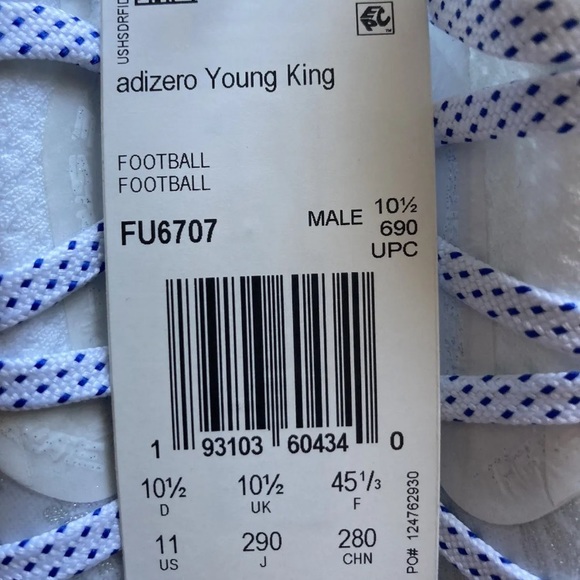 USHSDRFID
EPC
adizero Young King
FOOTBALL
FOOTBALL
FU6707
MALE 10½
690
UPC
1 93103 60434 0
10½ 10½ 45⅓
D UK F
11 290 280
US J CHN
PO# 124762930